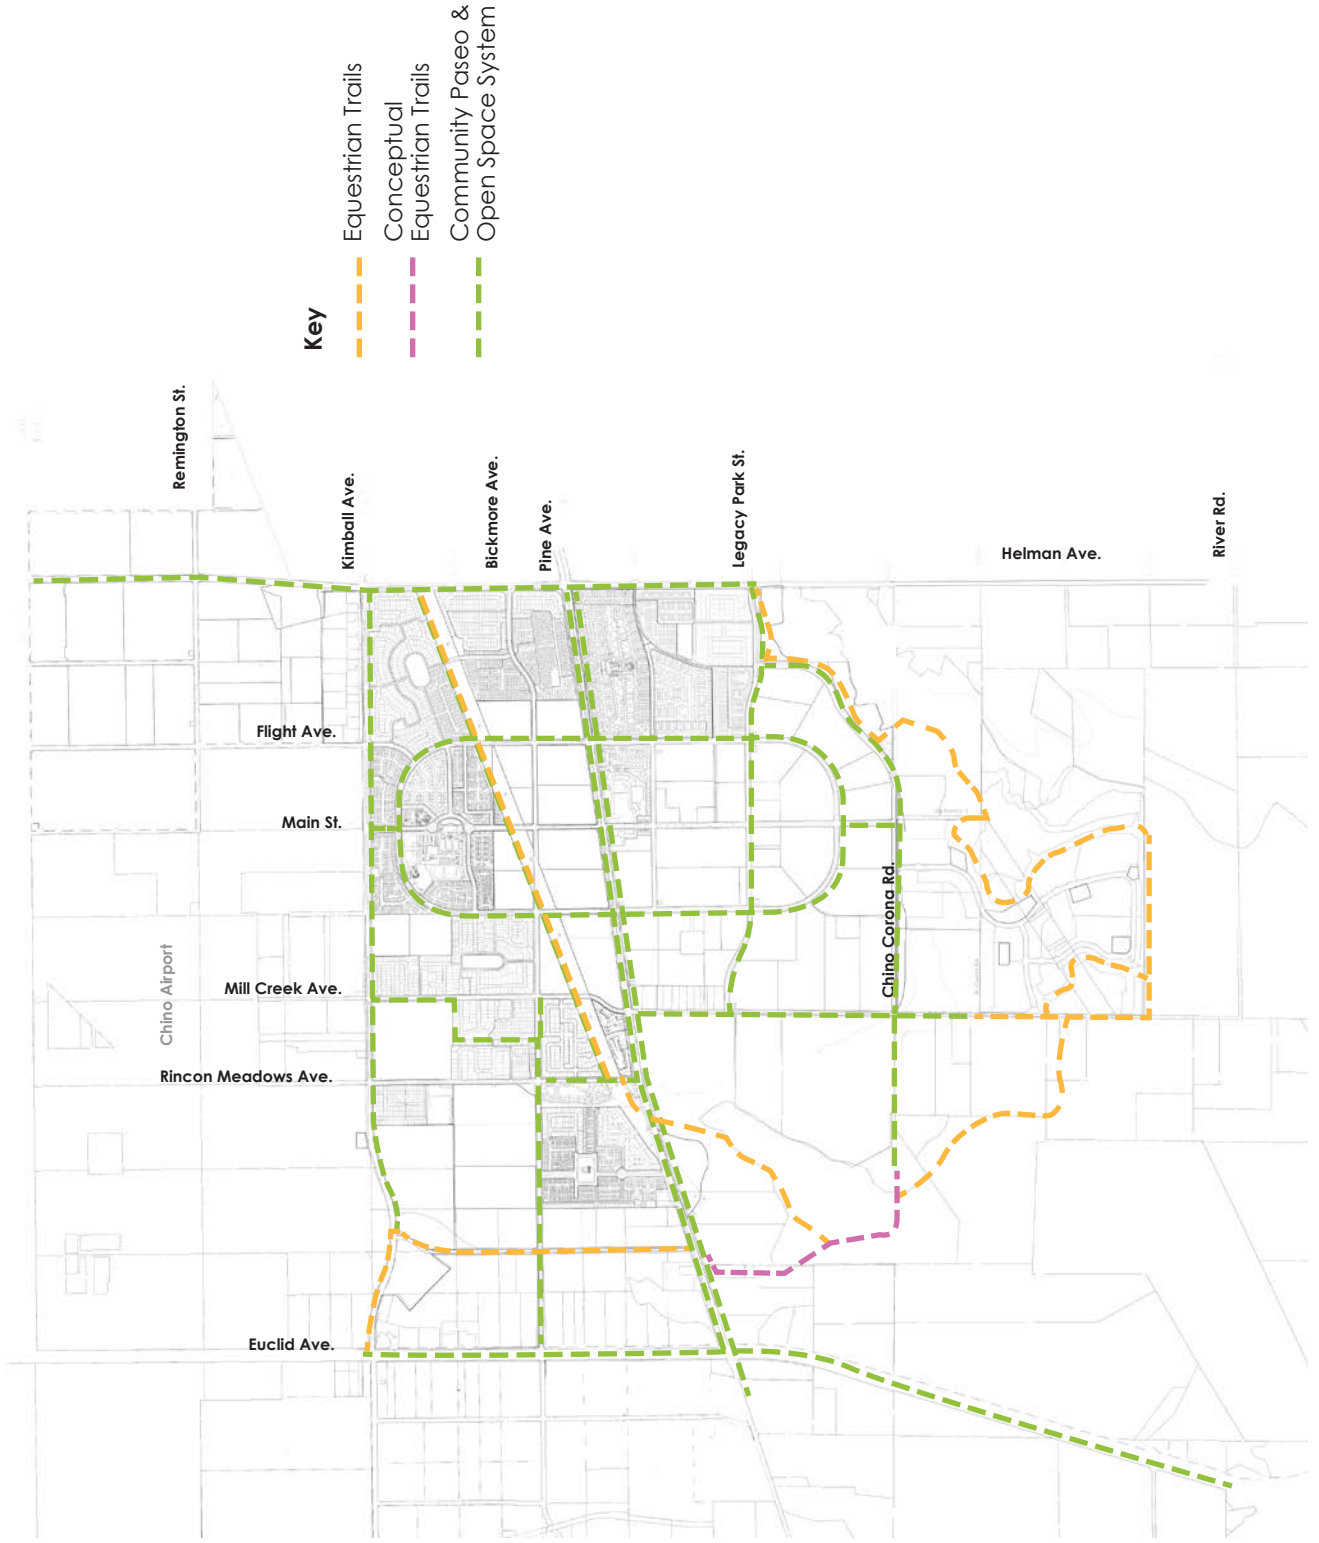 Key
Equestrian Trails
Conceptual
Equestrian Trails
Community Paseo &
Open Space System
Remington St.
Kimball Ave.
Bickmore Ave.
Pine Ave.
Legacy Park St.
Helman Ave.
River Rd.
Flight Ave.
Main St.
Chino Corona Rd.
Chino Airport
Mill Creek Ave.
Rincon Meadows Ave.
Euclid Ave.